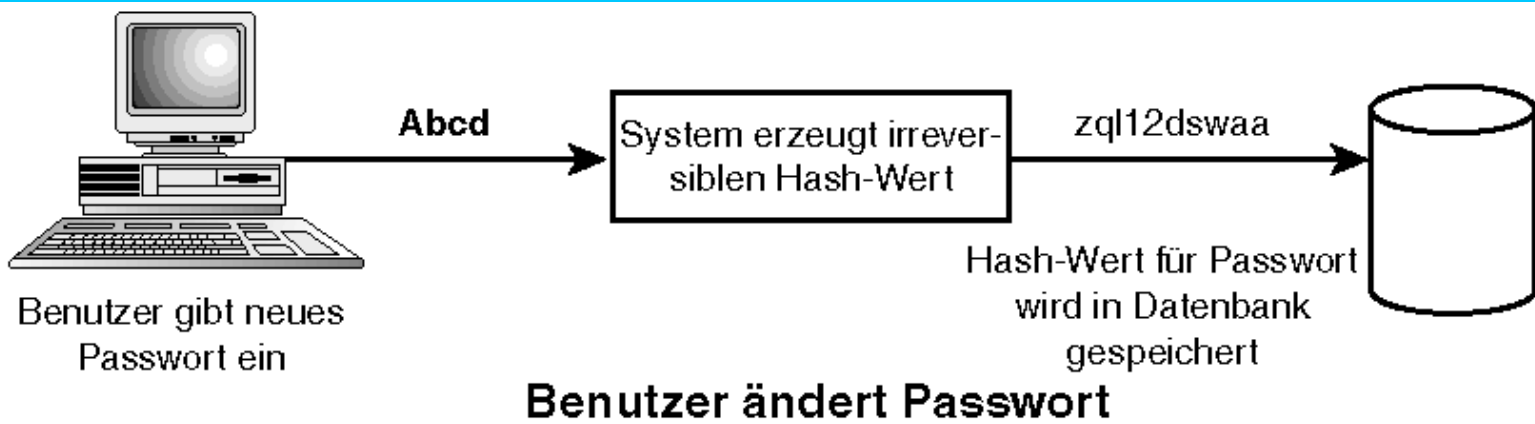 Abcd
System erzeugt irrever-
siblen Hash-Wert
zql12dswaa
Benutzer gibt neues
Passwort ein
Hash-Wert für Passwort
wird in Datenbank
gespeichert
Benutzer ändert Passwort